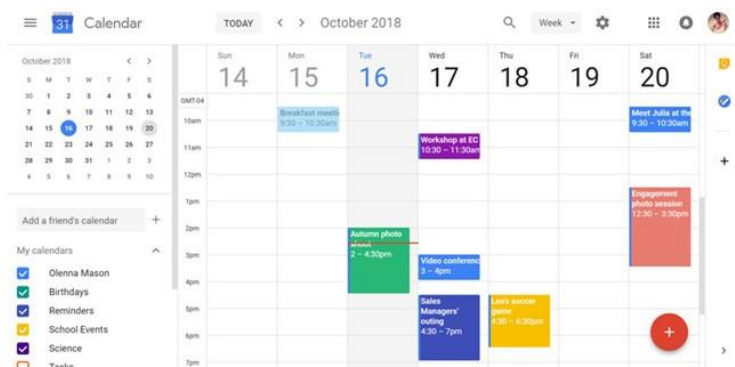 31 Calendar
TODAY < > October 2018
Week
October 2018 < >
S M T W T F S
30 1 2 3 4 5 6
7 8 9 10 11 12 13
14 15 16 17 18 19 20
21 22 23 24 25 26 27
28 29 30 31 1 2 3
4 5 6 7 8 9 10
Add a friend's calendar +
My calendars
Olenna Mason
Birthdays
Reminders
School Events
Science
Tasks
Sun Mon Tue Wed Thu Fri Sat
14 15 16 17 18 19 20
GMT-04
10am
11am
12pm
1pm
2pm
3pm
4pm
5pm
6pm
7pm
Breakfast meeti
9:30 – 10:30am
Autumn photo
shoot
2 – 4:30pm
Workshop at EC
10:30 – 11:30am
Video conferenc
3 – 4pm
Sales
Managers'
outing
4:30 – 7pm
Leo's soccer
game
4:30 – 6:30pm
Meet Julia at the
9:30 – 10:30am
Engagement
photo session
12:30 – 3:30pm